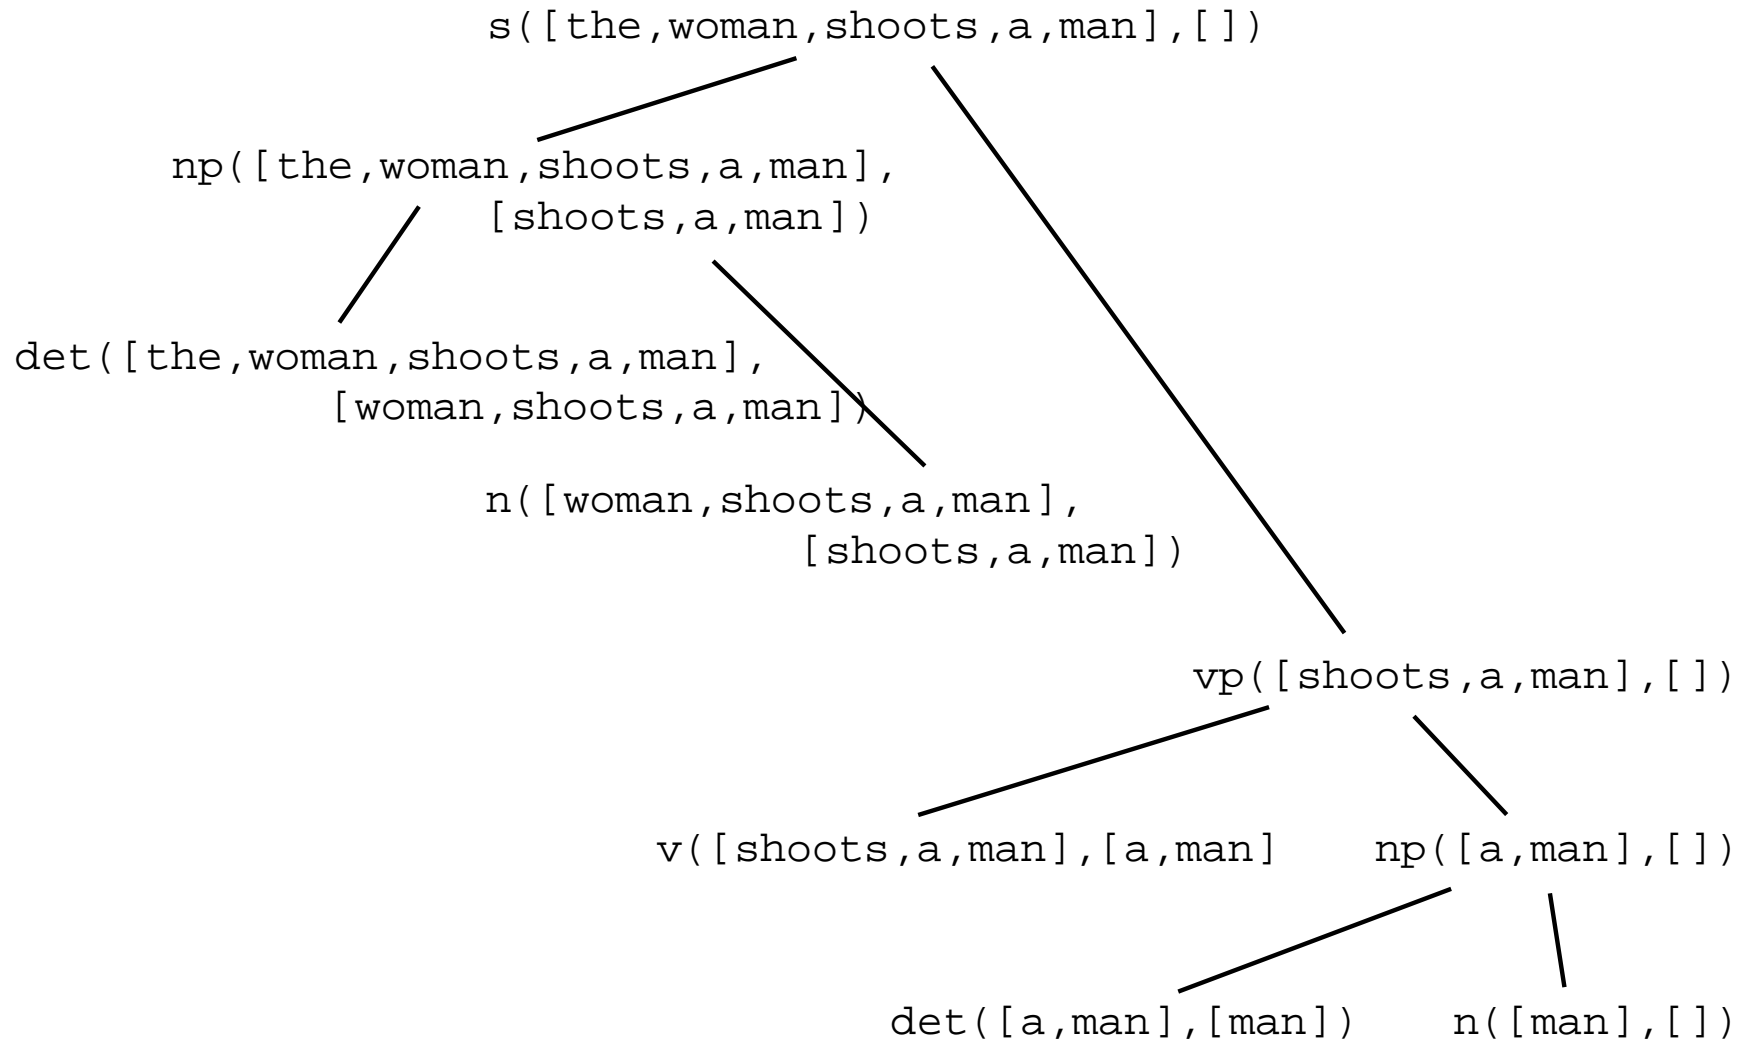 s([the,woman,shoots,a,man],[])
np([the,woman,shoots,a,man],
[shoots,a,man])
det([the,woman,shoots,a,man],
[woman,shoots,a,man])
n([woman,shoots,a,man],
[shoots,a,man])
vp([shoots,a,man],[])
v([shoots,a,man],[a,man]
np([a,man],[])
det([a,man],[man])
n([man],[])